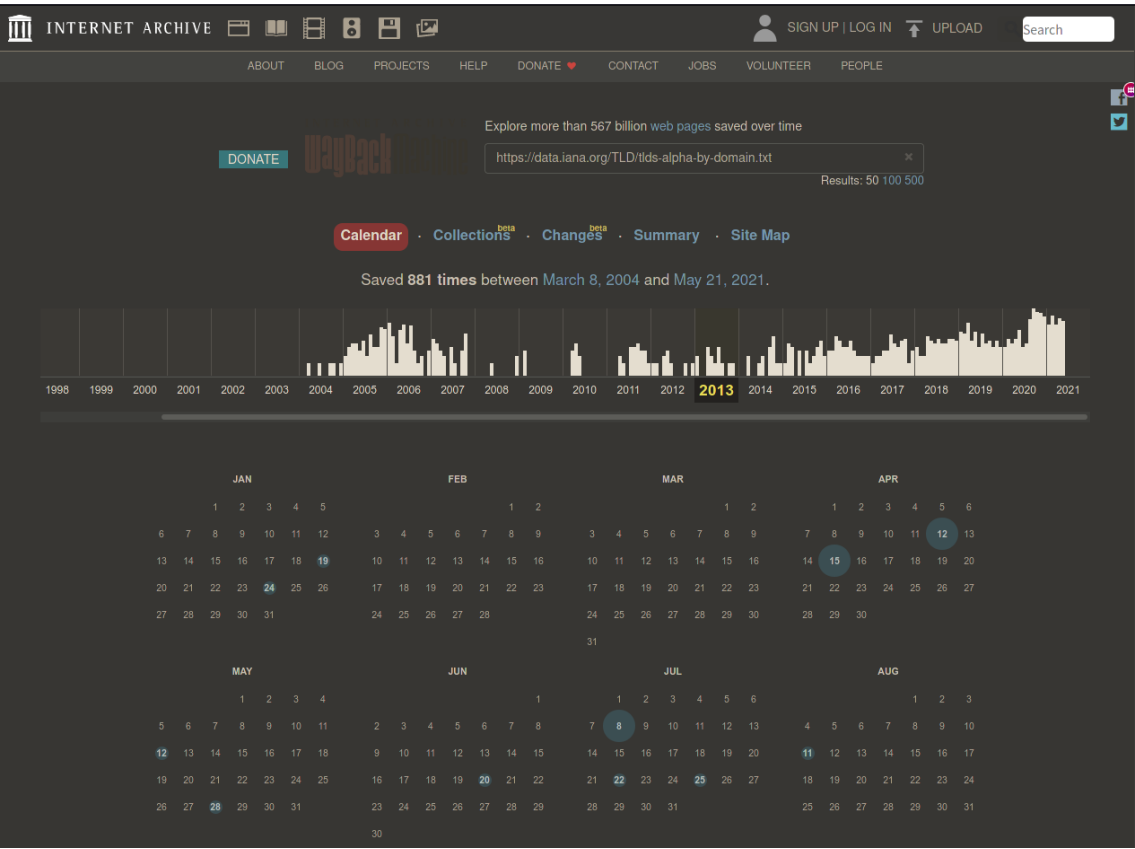 INTERNET ARCHIVE
SIGN UP | LOG IN UPLOAD Search
ABOUT BLOG PROJECTS HELP DONATE CONTACT JOBS VOLUNTEER PEOPLE
Explore more than 567 billion web pages saved over time
DONATE WayBack https://data.iana.org/TLD/tlds-alpha-by-domain.txt ×
Results: 50 100 500
Calendar · Collections beta · Changes beta · Summary · Site Map
Saved 881 times between March 8, 2004 and May 21, 2021.
1998 1999 2000 2001 2002 2003 2004 2005 2006 2007 2008 2009 2010 2011 2012 2013 2014 2015 2016 2017 2018 2019 2020 2021
JAN FEB MAR APR
1 2 3 4 5 1 2 1 2 1 2 3 4 5 6
6 7 8 9 10 11 12 3 4 5 6 7 8 9 3 4 5 6 7 8 9 7 8 9 10 11 12 13
13 14 15 16 17 18 19 10 11 12 13 14 15 16 10 11 12 13 14 15 16 14 15 16 17 18 19 20
20 21 22 23 24 25 26 17 18 19 20 21 22 23 17 18 19 20 21 22 23 21 22 23 24 25 26 27
27 28 29 30 31 24 25 26 27 28 24 25 26 27 28 29 30 28 29 30
31
MAY JUN JUL AUG
1 2 3 4 1 1 2 3 4 5 6 1 2 3
5 6 7 8 9 10 11 2 3 4 5 6 7 8 7 8 9 10 11 12 13 4 5 6 7 8 9 10
12 13 14 15 16 17 18 9 10 11 12 13 14 15 14 15 16 17 18 19 20 11 12 13 14 15 16 17
19 20 21 22 23 24 25 16 17 18 19 20 21 22 21 22 23 24 25 26 27 18 19 20 21 22 23 24
26 27 28 29 30 31 23 24 25 26 27 28 29 28 29 30 31 25 26 27 28 29 30 31
30